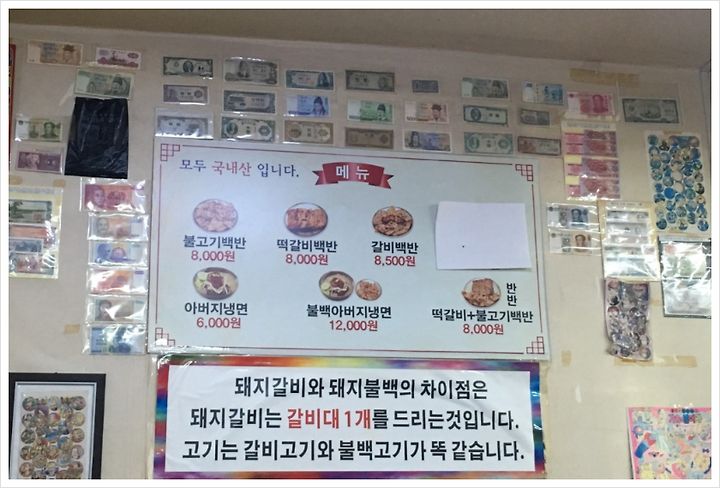 모두 국내산 입니다.
메뉴
불고기백반
8,000원
떡갈비백반
8,000원
갈비백반
8,500원
아버지냉면
6,000원
불백아버지냉면
12,000원
반반
떡갈비+불고기백반
8,000원
돼지갈비와 돼지불백의 차이점은
돼지갈비는 갈비대 1개를 드리는것입니다.
고기는 갈비고기와 불백고기가 똑 같습니다.